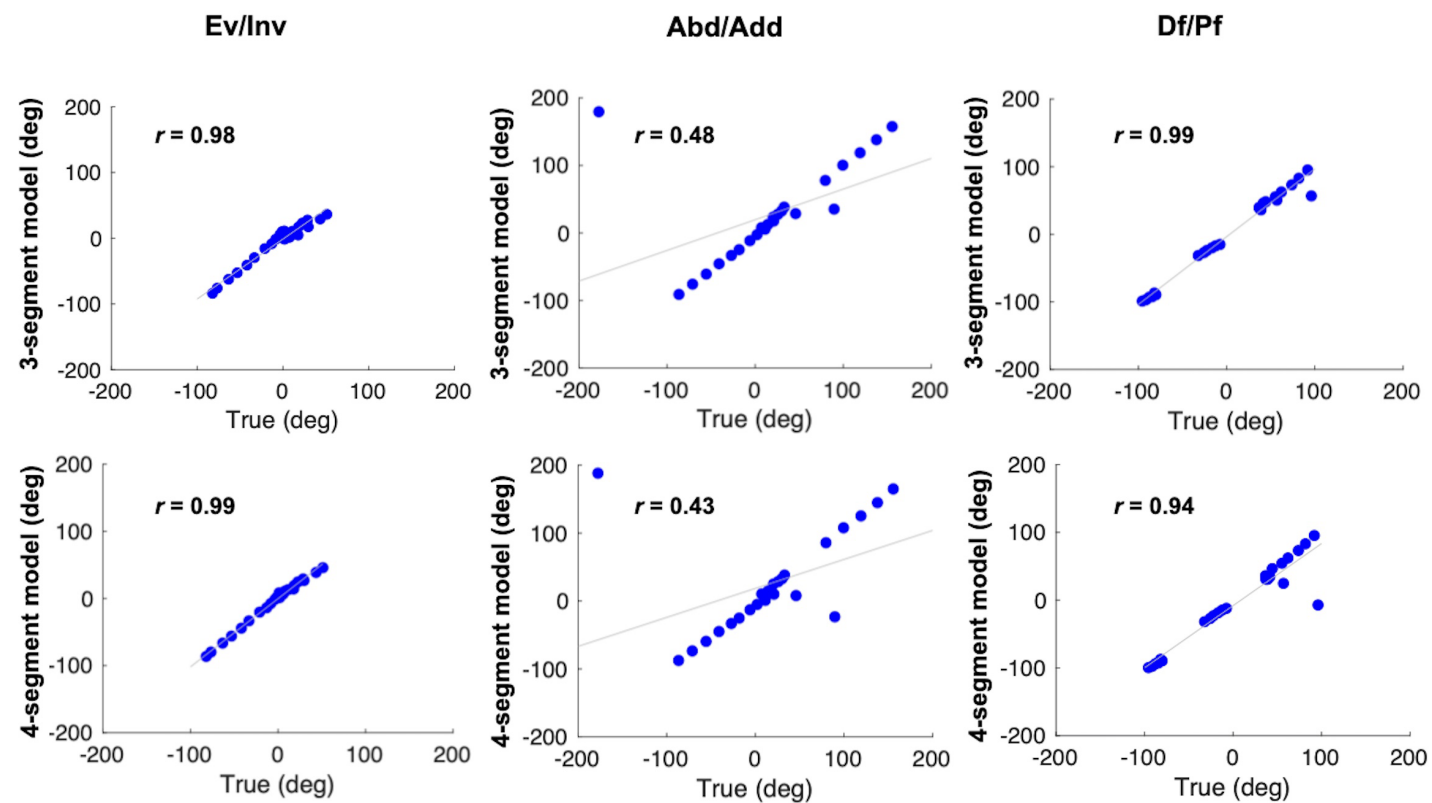 Ev/Inv
Abd/Add
Df/Pf
3-segment model (deg)
200
100
0
-100
-200
r = 0.98
-200 -100 0 100 200
True (deg)
3-segment model (deg)
200
100
0
-100
-200
r = 0.48
-200 -100 0 100 200
True (deg)
3-segment model (deg)
200
100
0
-100
-200
r = 0.99
-200 -100 0 100 200
True (deg)
4-segment model (deg)
200
100
0
-100
-200
r = 0.99
-200 -100 0 100 200
True (deg)
4-segment model (deg)
200
100
0
-100
-200
r = 0.43
-200 -100 0 100 200
True (deg)
4-segment model (deg)
200
100
0
-100
-200
r = 0.94
-200 -100 0 100 200
True (deg)